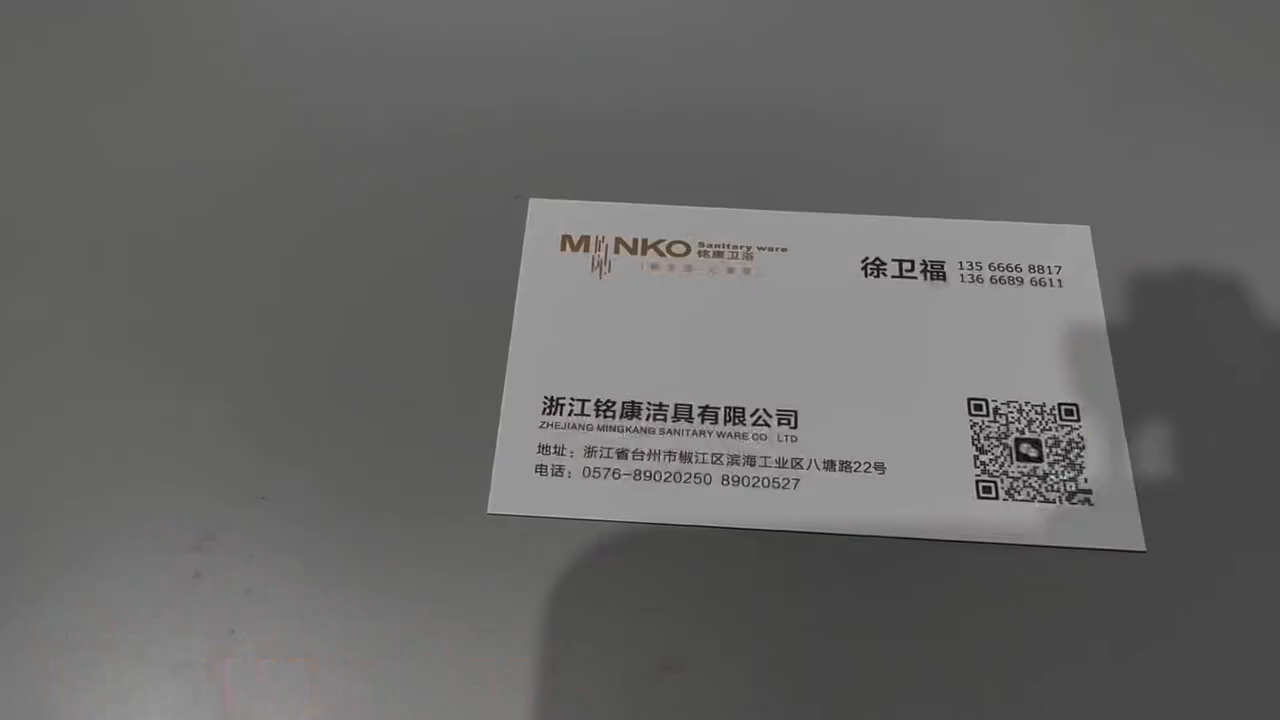 MINKO Sanitary ware
铭康卫浴
徐卫福 135 6666 8817
136 6689 6611
浙江铭康洁具有限公司
ZHEJIANG MINGKANG SANITARY WARE CO LTD
地址：浙江省台州市椒江区滨海工业区八塘路22号
电话：0576-89020250 89020527